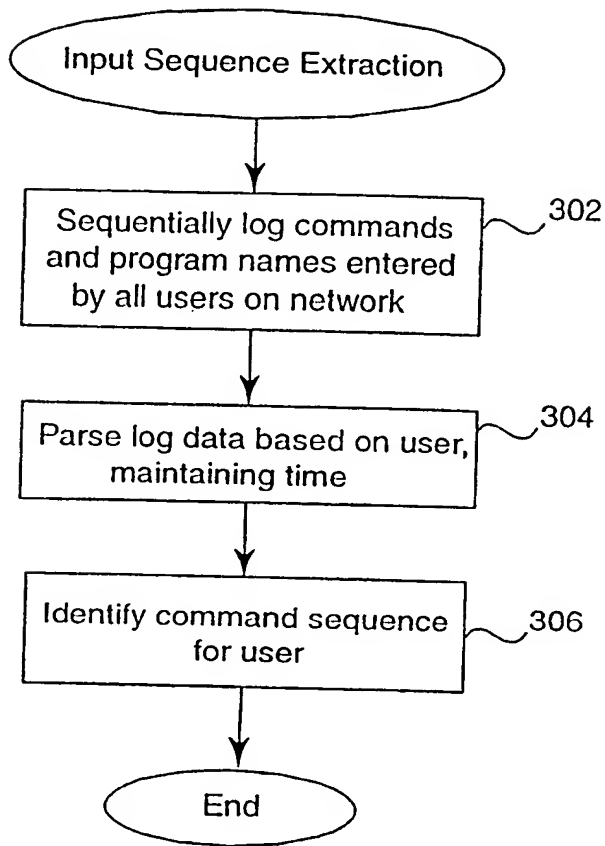 Input Sequence Extraction
Sequentially log commands
and program names entered
by all users on network
302
Parse log data based on user,
maintaining time
304
Identify command sequence
for user
306
End